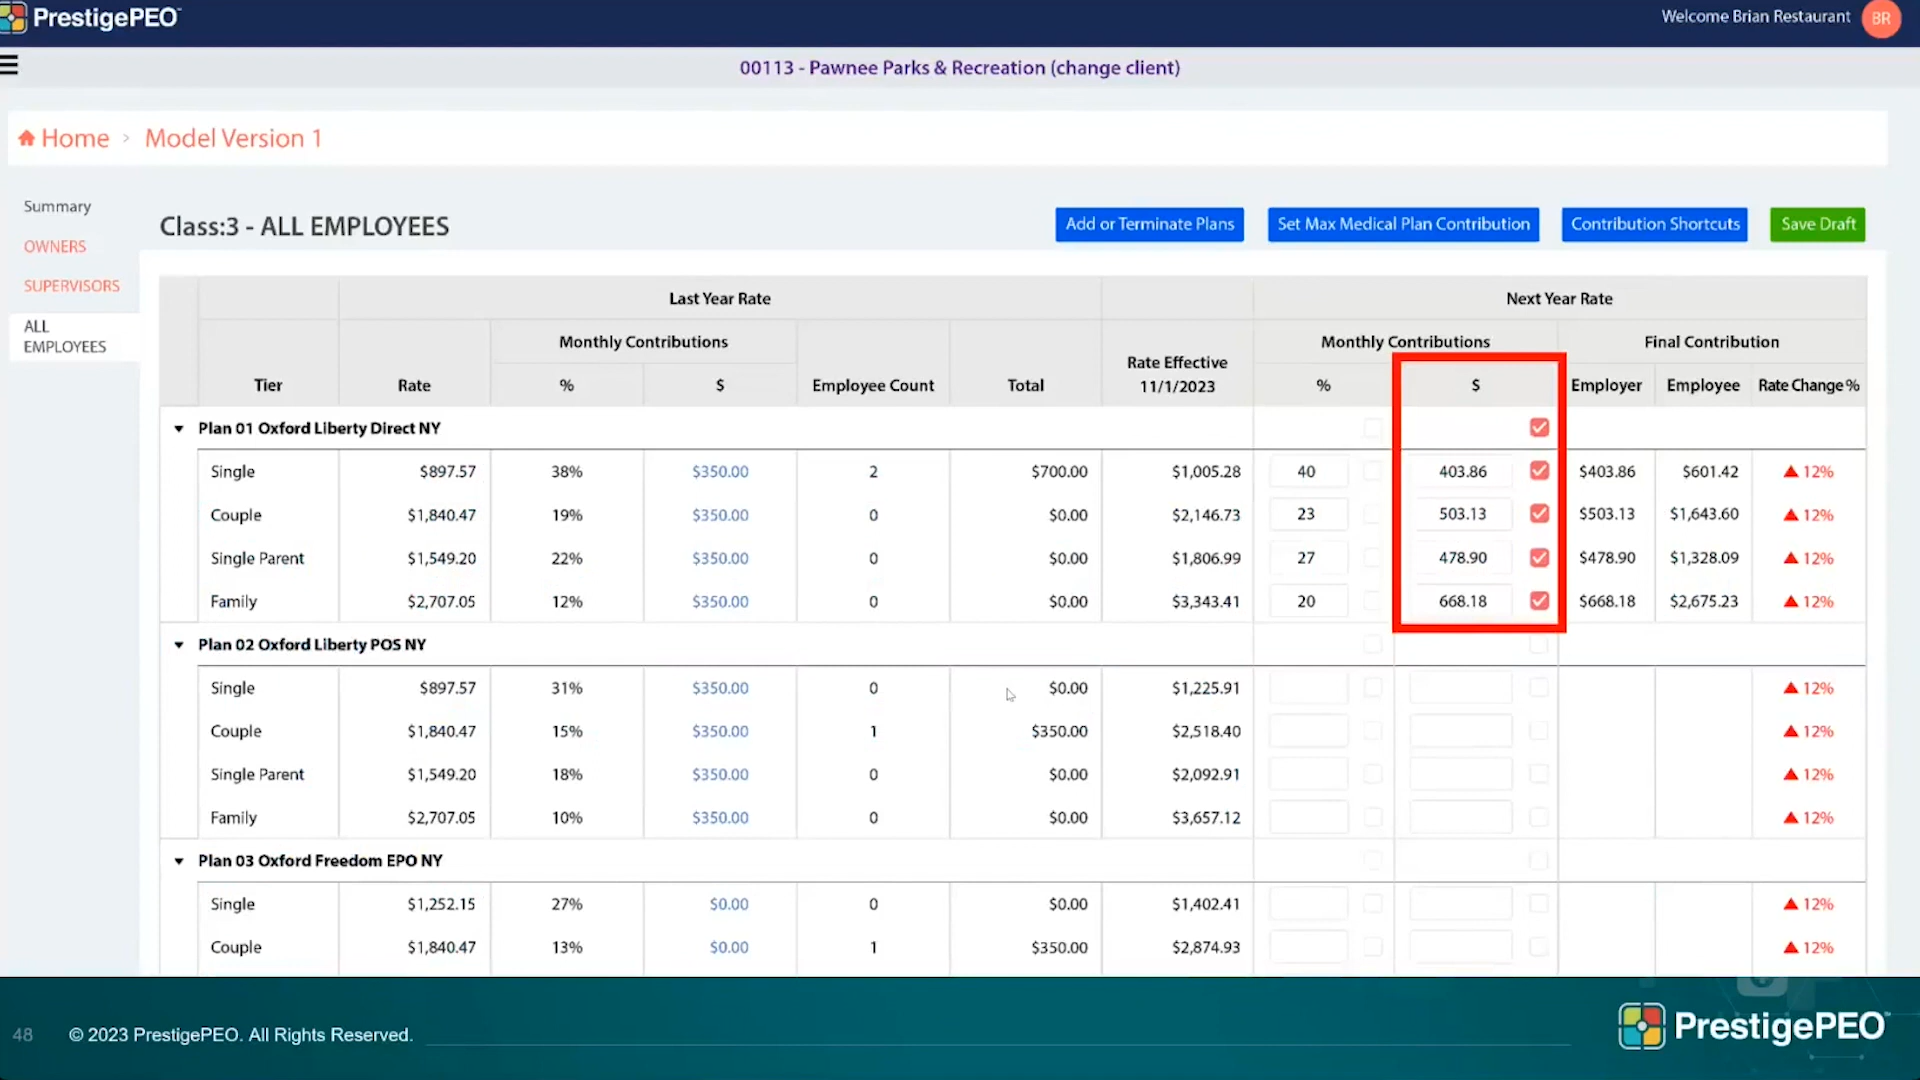 PrestigePEO
Welcome Brian Restaurant BR
00113 - Pawnee Parks & Recreation (change client)
Home > Model Version 1
Summary
OWNERS
SUPERVISORS
ALL
EMPLOYEES
Class:3 - ALL EMPLOYEES
Add or Terminate Plans Set Max Medical Plan Contribution Contribution Shortcuts Save Draft
Last Year Rate Next Year Rate
Monthly Contributions Monthly Contributions Final Contribution
Tier Rate % $ Employee Count Total Rate Effective 11/1/2023 % $ Employer Employee Rate Change %
Plan 01 Oxford Liberty Direct NY
Single $897.57 38% $350.00 2 $700.00 $1,005.28 40 403.86 $403.86 $601.42 12%
Couple $1,840.47 19% $350.00 0 $0.00 $2,146.73 23 503.13 $503.13 $1,643.60 12%
Single Parent $1,549.20 22% $350.00 0 $0.00 $1,806.99 27 478.90 $478.90 $1,328.09 12%
Family $2,707.05 12% $350.00 0 $0.00 $3,343.41 20 668.18 $668.18 $2,675.23 12%
Plan 02 Oxford Liberty POS NY
Single $897.57 31% $350.00 0 $0.00 $1,225.91 12%
Couple $1,840.47 15% $350.00 1 $350.00 $2,518.40 12%
Single Parent $1,549.20 18% $350.00 0 $0.00 $2,092.91 12%
Family $2,707.05 10% $350.00 0 $0.00 $3,657.12 12%
Plan 03 Oxford Freedom EPO NY
Single $1,252.15 27% $0.00 0 $0.00 $1,402.41 12%
Couple $1,840.47 13% $0.00 1 $350.00 $2,874.93 12%
48 © 2023 PrestigePEO. All Rights Reserved.
PrestigePEO